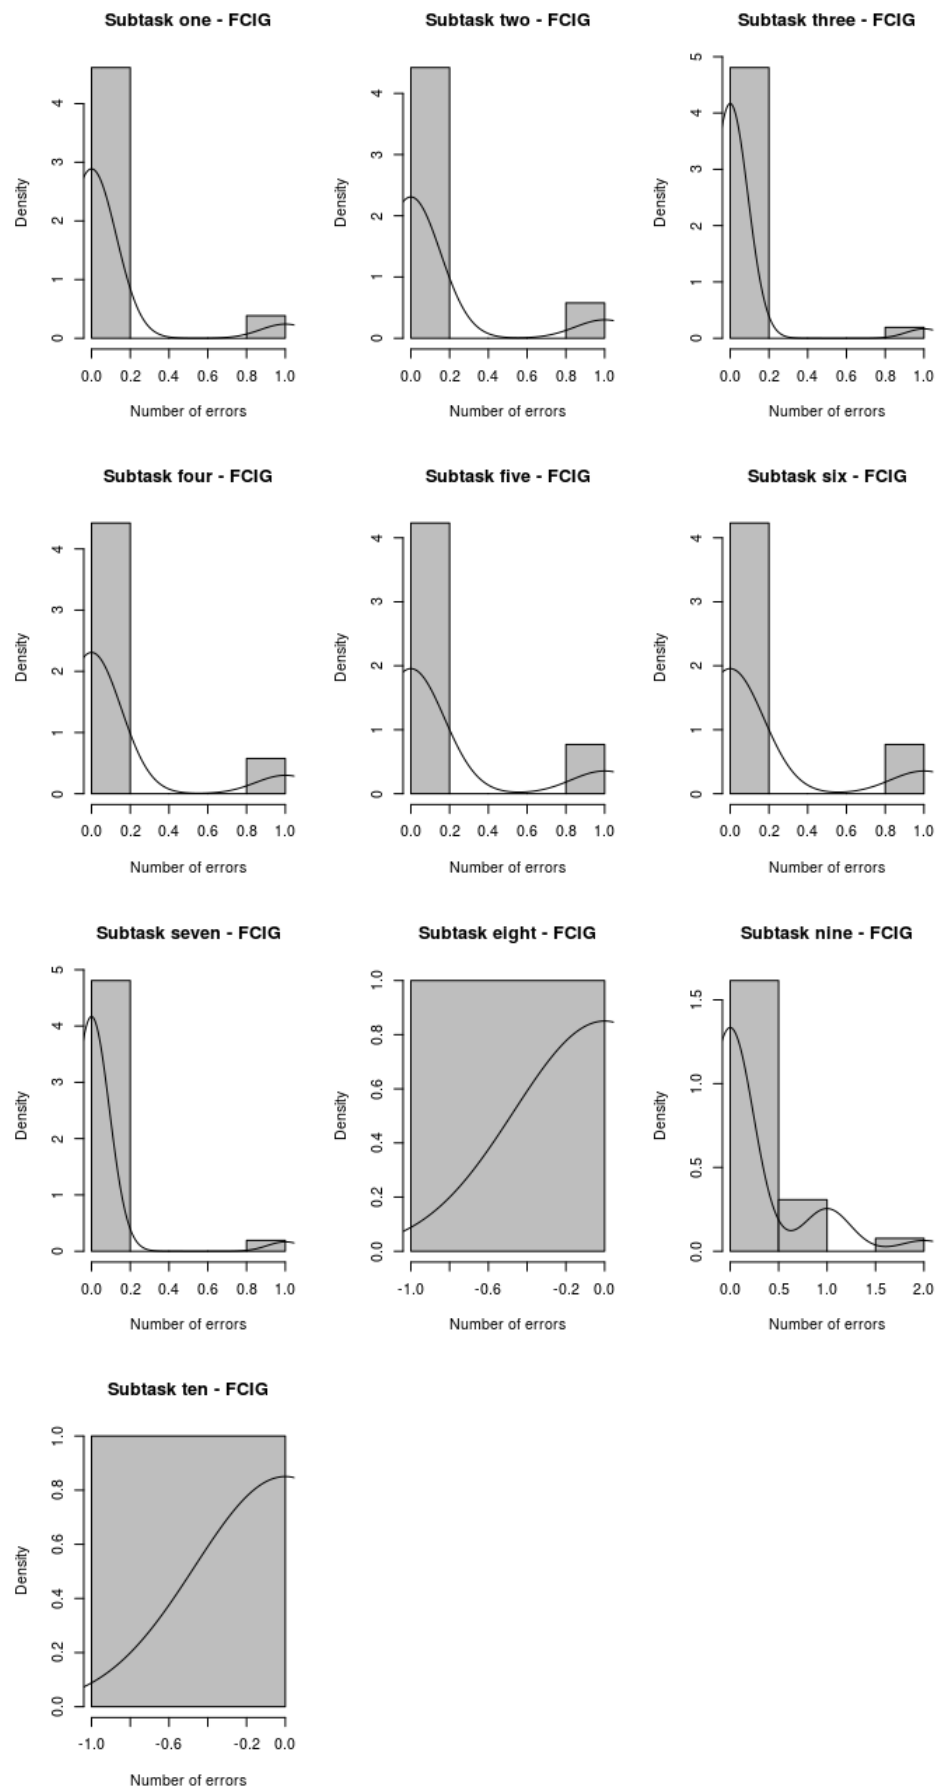 Subtask one - FCIG
Density
0 1 2 3 4
0.0 0.2 0.4 0.6 0.8 1.0
Number of errors
Subtask two - FCIG
Density
0 1 2 3 4
0.0 0.2 0.4 0.6 0.8 1.0
Number of errors
Subtask three - FCIG
Density
0 1 2 3 4 5
0.0 0.2 0.4 0.6 0.8 1.0
Number of errors
Subtask four - FCIG
Density
0 1 2 3 4
0.0 0.2 0.4 0.6 0.8 1.0
Number of errors
Subtask five - FCIG
Density
0 1 2 3 4
0.0 0.2 0.4 0.6 0.8 1.0
Number of errors
Subtask six - FCIG
Density
0 1 2 3 4
0.0 0.2 0.4 0.6 0.8 1.0
Number of errors
Subtask seven - FCIG
Density
0 1 2 3 4 5
0.0 0.2 0.4 0.6 0.8 1.0
Number of errors
Subtask eight - FCIG
Density
0.0 0.2 0.4 0.6 0.8 1.0
-1.0 -0.6 -0.2 0.0
Number of errors
Subtask nine - FCIG
Density
0.0 0.5 1.0 1.5
0.0 0.5 1.0 1.5 2.0
Number of errors
Subtask ten - FCIG
Density
0.0 0.2 0.4 0.6 0.8 1.0
-1.0 -0.6 -0.2 0.0
Number of errors